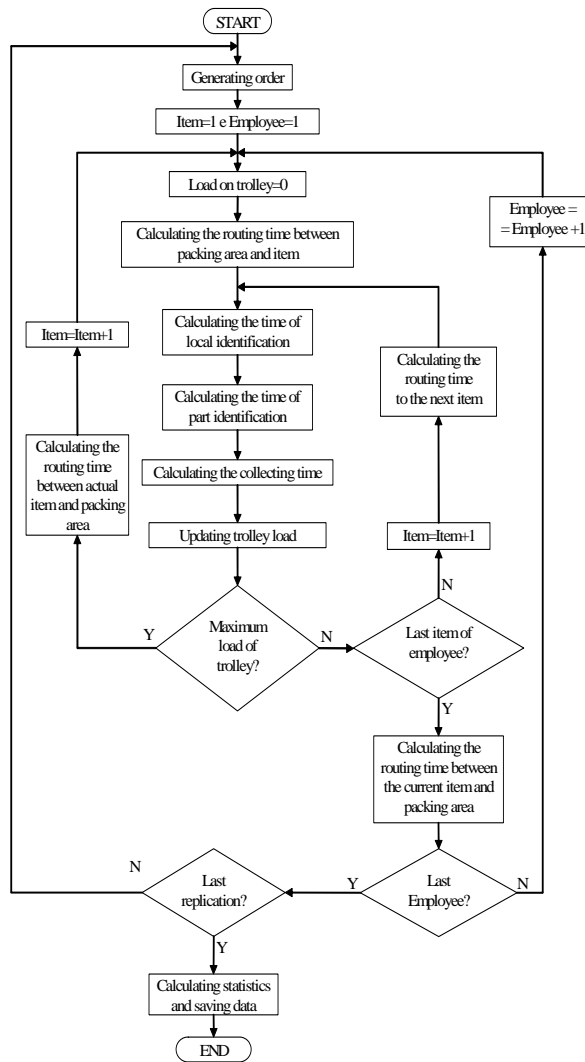 START
Generating order
Item=1 e Employee=1
Load on trolley=0
Employee =
= Employee +1
Calculating the routing time between
packing area and item
Item=Item+1
Calculating the time of
local identification
Calculating the
routing time
to the next item
Calculating the time of
part identification
Calculating the
routing time
between actual
item and packing
area
Calculating the collecting time
Updating trolley load
Item=Item+1
N
Y
Maximum
load of
trolley?
N
Last item of
employee?
Y
Calculating the
routing time between
the current item and
packing area
N
Last
replication?
Y
Last
Employee?
N
Y
Calculating statistics
and saving data
END